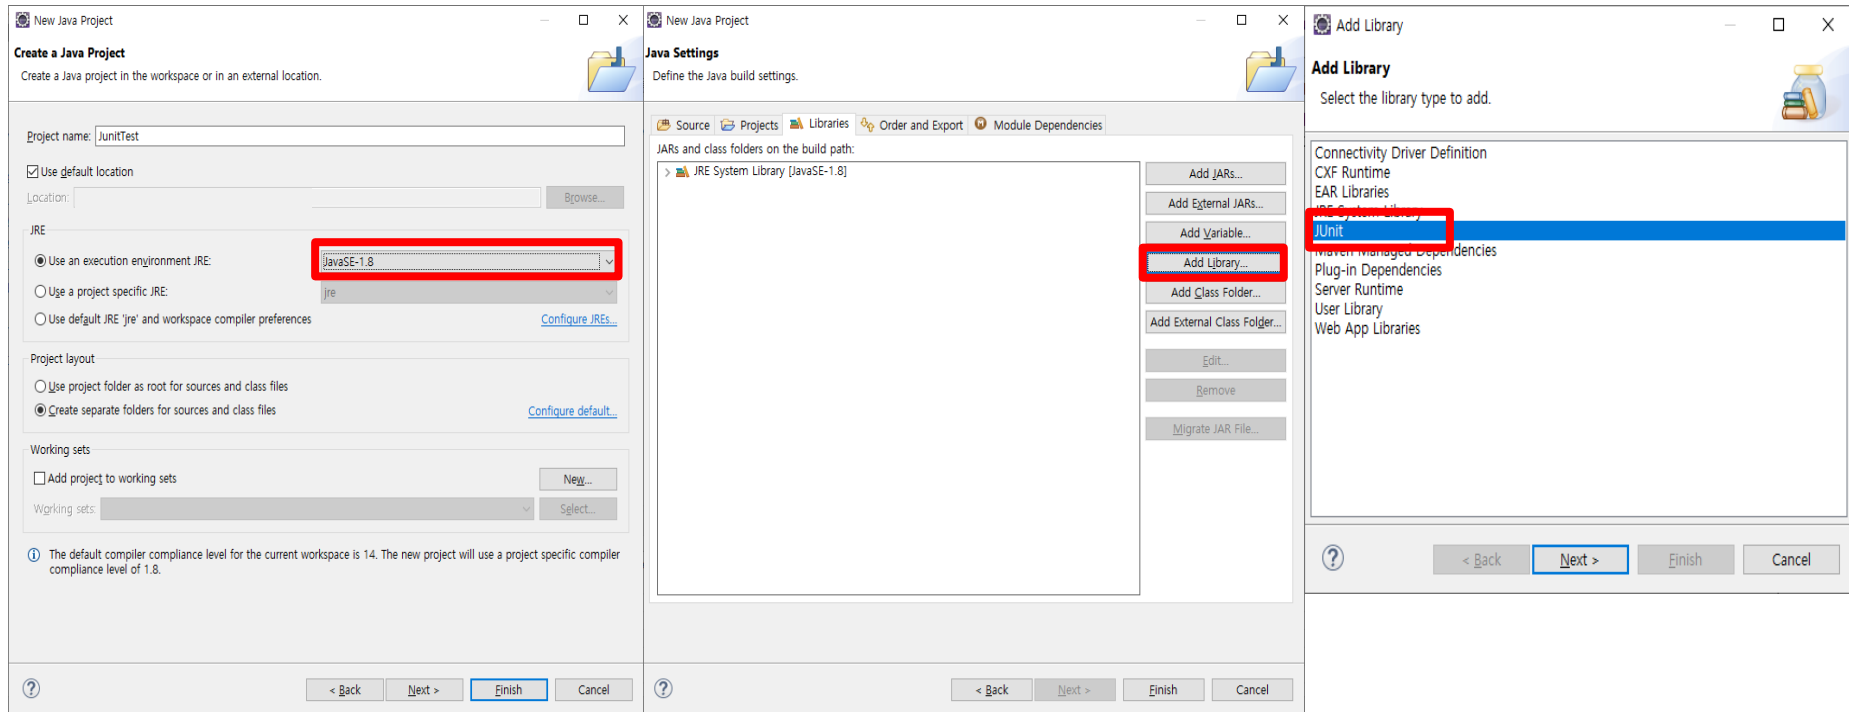 New Java Project
Create a Java Project
Create a Java project in the workspace or in an external location.
Project name: JunitTest
Use default location
Location:
Browse...
JRE
Use an execution environment JRE:
JavaSE-1.8
Use a project specific JRE:
jre
Use default JRE 'jre' and workspace compiler preferences
Configure JREs...
Project layout
Use project folder as root for sources and class files
Create separate folders for sources and class files
Configure default...
Working sets
Add project to working sets
New...
Working sets:
Select...
The default compiler compliance level for the current workspace is 14. The new project will use a project specific compiler
compliance level of 1.8.
< Back
Next >
Finish
Cancel
New Java Project
Java Settings
Define the Java build settings.
Source
Projects
Libraries
Order and Export
Module Dependencies
JARs and class folders on the build path:
JRE System Library [JavaSE-1.8]
Add JARs...
Add External JARs...
Add Variable...
Add Library...
Add Class Folder...
Add External Class Folder...
Edit...
Remove
Migrate JAR File...
< Back
Next >
Finish
Cancel
Add Library
Add Library
Select the library type to add.
Connectivity Driver Definition
CXF Runtime
EAR Libraries
JRE System Library
JUnit
Maven Managed Dependencies
Plug-in Dependencies
Server Runtime
User Library
Web App Libraries
< Back
Next >
Finish
Cancel